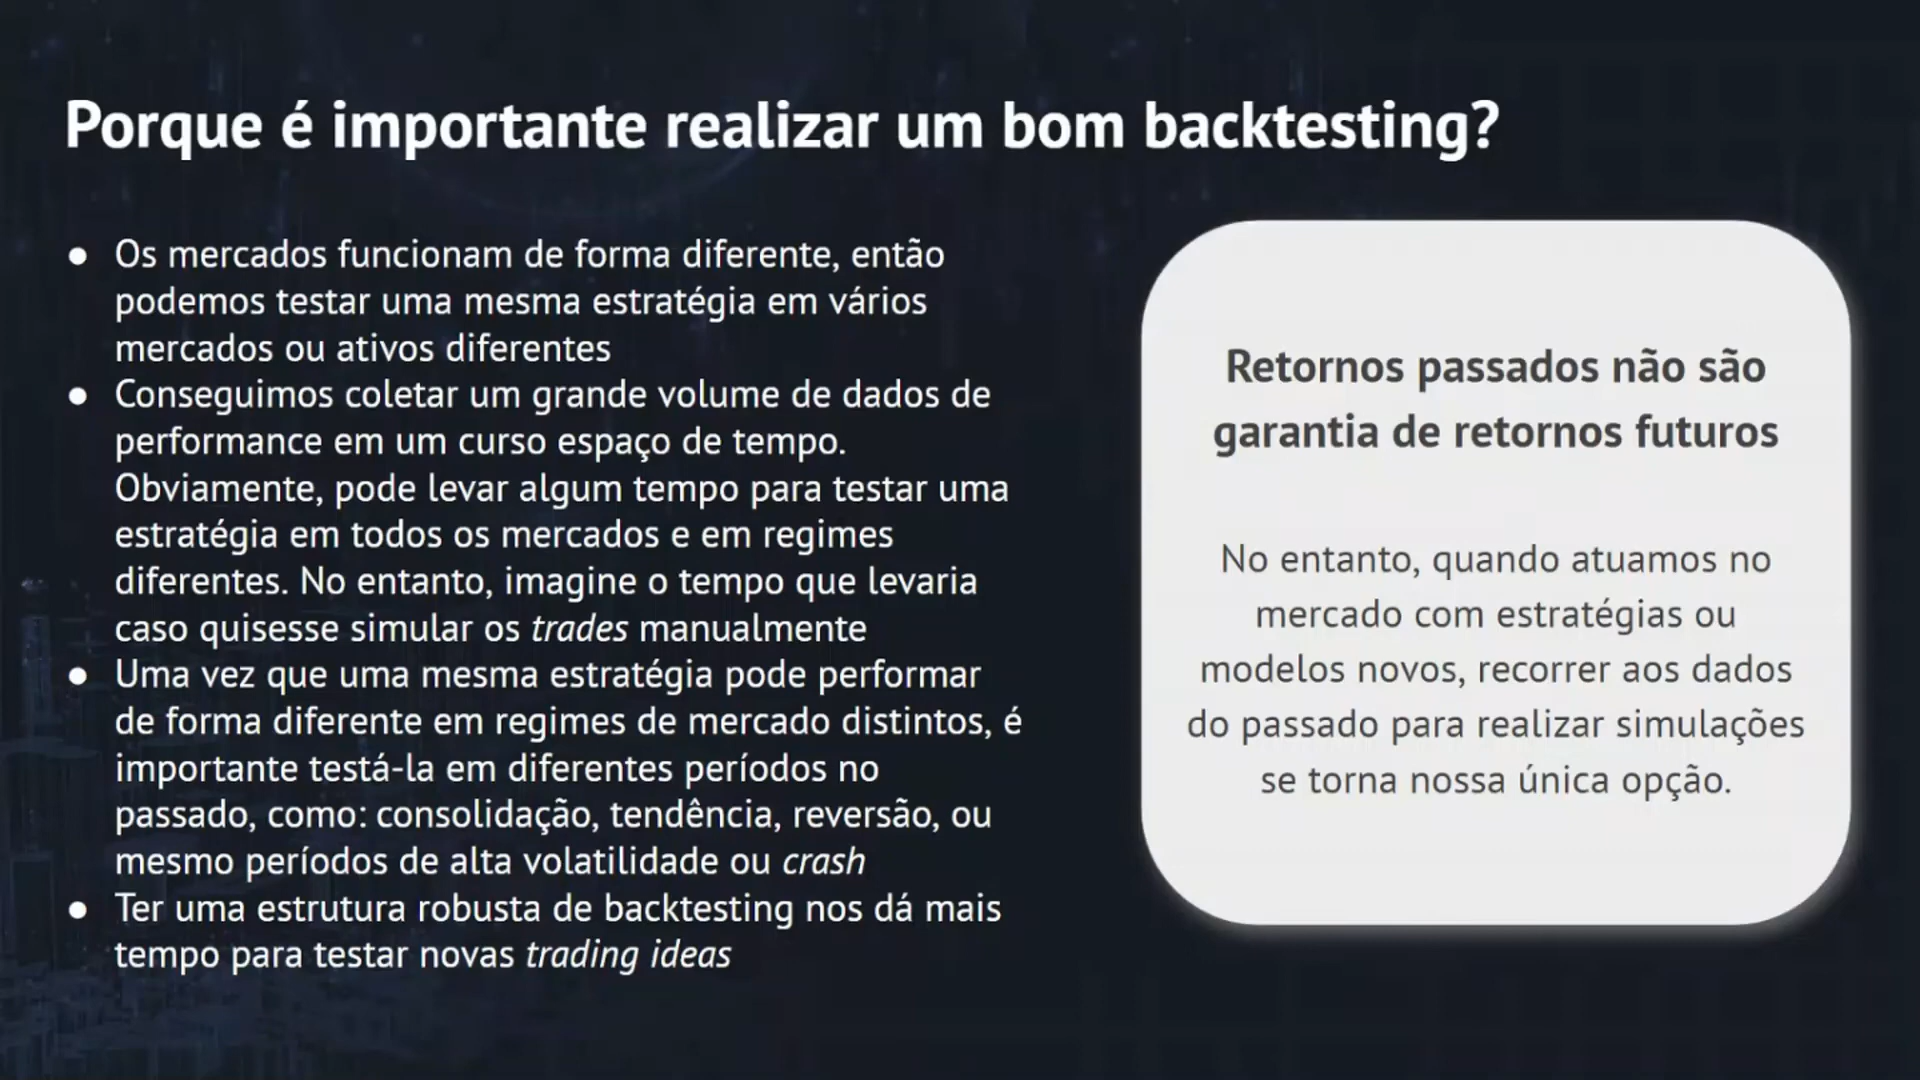 Porque é importante realizar um bom backtesting?
● Os mercados funcionam de forma diferente, então
podemos testar uma mesma estratégia em vários
mercados ou ativos diferentes
● Conseguimos coletar um grande volume de dados de
performance em um curso espaço de tempo.
Obviamente, pode levar algum tempo para testar uma
estratégia em todos os mercados e em regimes
diferentes. No entanto, imagine o tempo que levaria
caso quisesse simular os trades manualmente
● Uma vez que uma mesma estratégia pode performar
de forma diferente em regimes de mercado distintos, é
importante testá-la em diferentes períodos no
passado, como: consolidação, tendência, reversão, ou
mesmo períodos de alta volatilidade ou crash
● Ter uma estrutura robusta de backtesting nos dá mais
tempo para testar novas trading ideas
Retornos passados não são
garantia de retornos futuros
No entanto, quando atuamos no
mercado com estratégias ou
modelos novos, recorrer aos dados
do passado para realizar simulações
se torna nossa única opção.